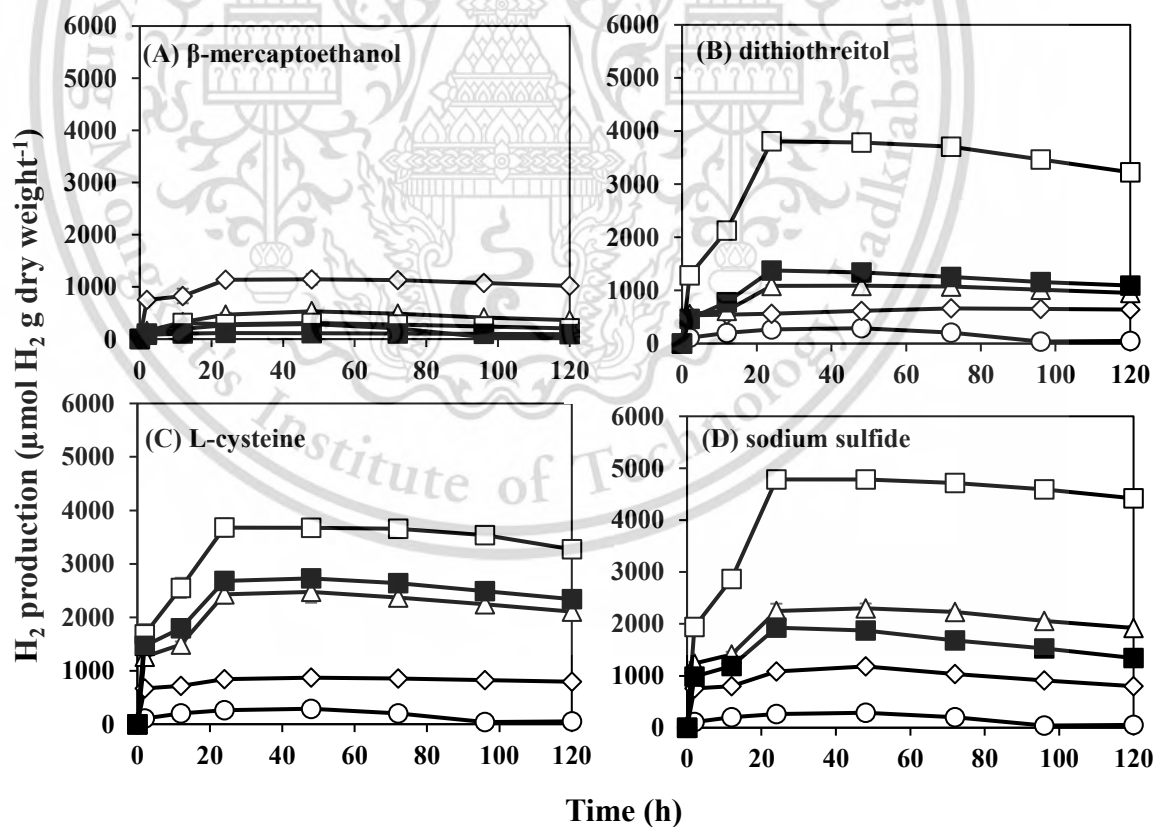 H₂ production (μmol H₂ g dry weight⁻¹)
(A) β-mercaptoethanol
6000
5000
4000
3000
2000
1000
0
0 20 40 60 80 100 120
(B) dithiothreitol
6000
5000
4000
3000
2000
1000
0
0 20 40 60 80 100 120
(C) L-cysteine
6000
5000
4000
3000
2000
1000
0
0 20 40 60 80 100 120
(D) sodium sulfide
6000
5000
4000
3000
2000
1000
0
0 20 40 60 80 100 120
Time (h)
Institute of Technology Ladkrabang